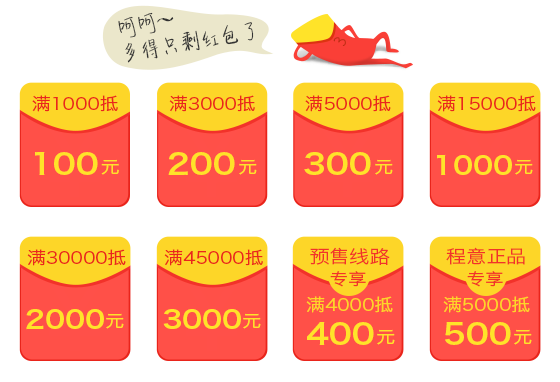 呵呵~
多得只剩红包了
满1000抵
100元
满3000抵
200元
满5000抵
300元
满15000抵
1000元
满30000抵
2000元
满45000抵
3000元
预售线路
专享
满4000抵
400元
程意正品
专享
满5000抵
500元